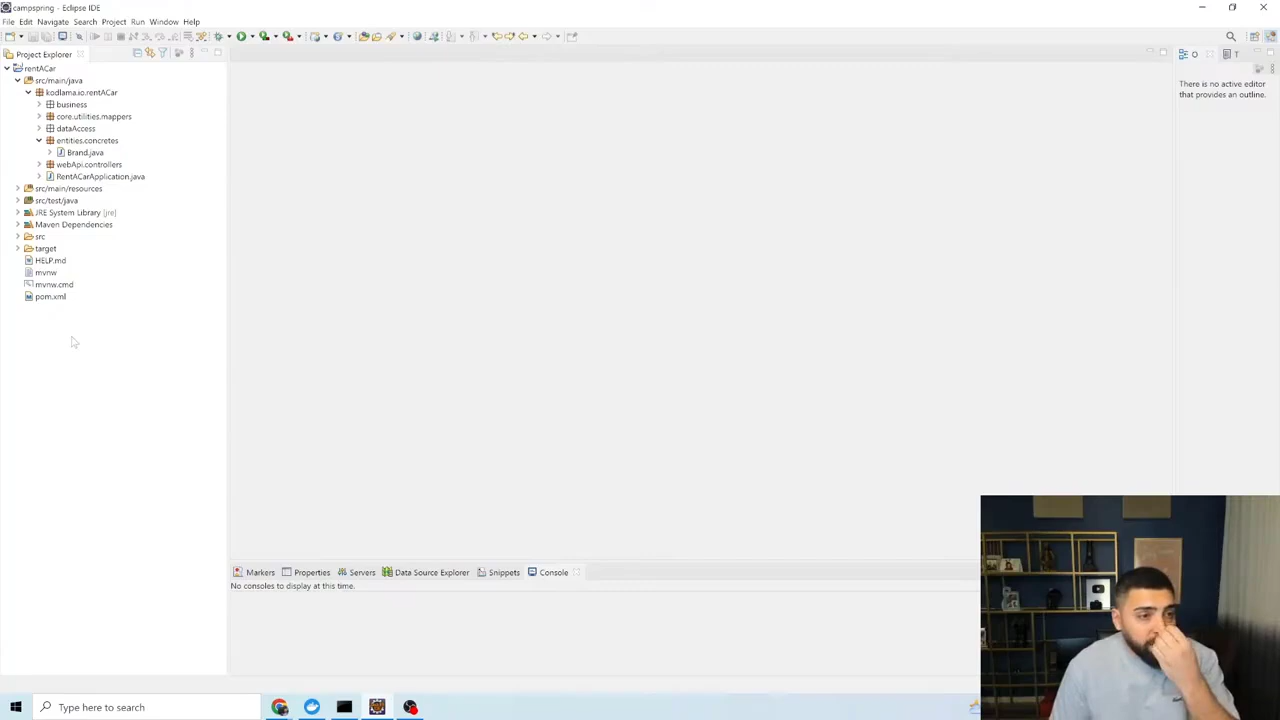 campspring - Eclipse IDE
File Edit Navigate Search Project Run Window Help
Project Explorer
rentACar
src/main/java
kodlama.io.rentACar
business
core.utilities.mappers
dataAccess
entities.concretes
Brand.java
webApi.controllers
RentACarApplication.java
src/main/resources
src/test/java
JRE System Library [jre]
Maven Dependencies
src
target
HELP.md
mvnw
mvnw.cmd
pom.xml
O T
There is no active editor
that provides an outline.
Markers Properties Servers Data Source Explorer Snippets Console
No consoles to display at this time.
Type here to search